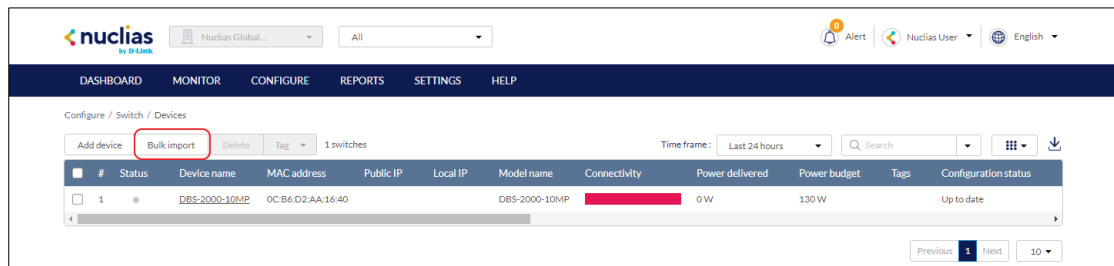 nuclias
by D-Link
Nuclias Global...
All
0
Alert
Nuclias User
English
DASHBOARD MONITOR CONFIGURE REPORTS SETTINGS HELP
Configure / Switch / Devices
Add device Bulk import Delete Tag 1 switches Time frame : Last 24 hours Search
# Status Device name MAC address Public IP Local IP Model name Connectivity Power delivered Power budget Tags Configuration status
1 DBS-2000-10MP 0C:B6:D2:AA:16:40 DBS-2000-10MP 0 W 130 W Up to date
Previous 1 Next 10